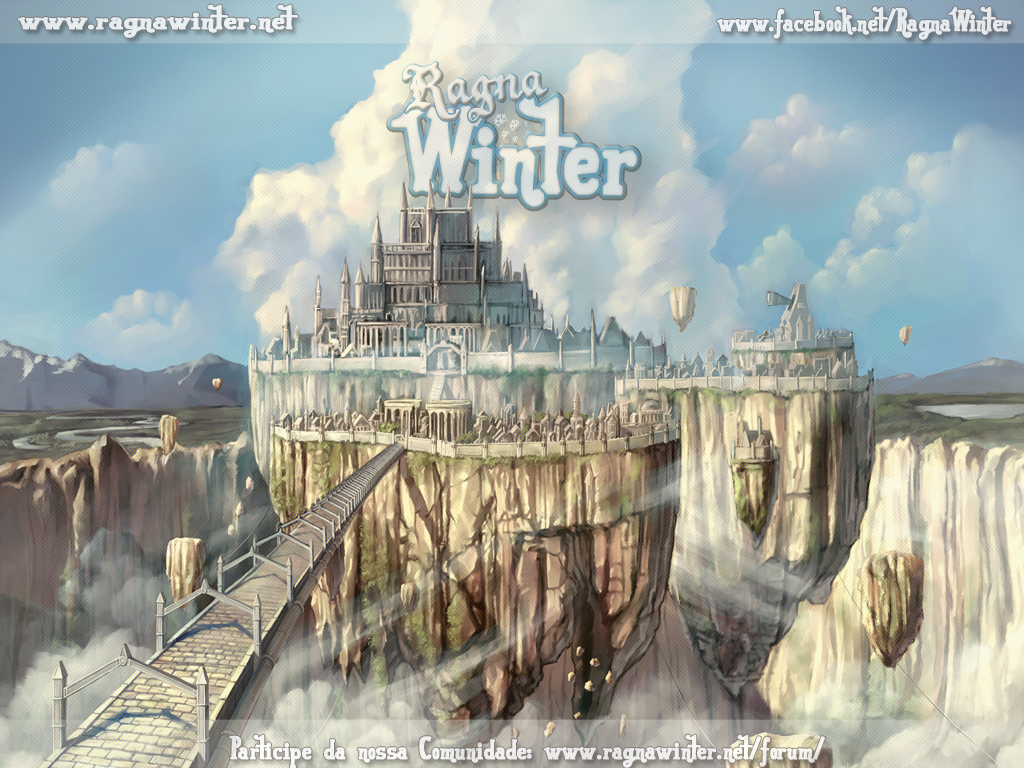 www.ragnawinter.net
www.facebook.net/RagnaWinter
Ragna
Winter
Participe da nossa Comunidade: www.ragnawinter.net/forum/